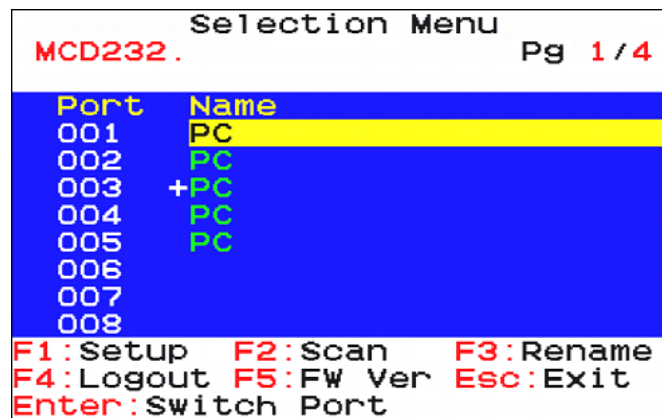 Selection Menu
MCD232. Pg 1/4
Port Name
001 PC
002 PC
003 +PC
004 PC
005 PC
006
007
008
F1:Setup F2:Scan F3:Rename
F4:Logout F5:FW Ver Esc:Exit
Enter:Switch Port